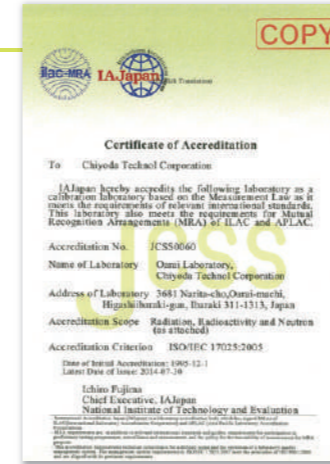 COPY
ilac-MRA
IAJapan
Translation
Certificate of Accreditation
To Chiyoda Technol Corporation
IAJapan hereby accredits the following laboratory as a
calibration laboratory based on the Measurement Law as it
meets the requirements of relevant international standards.
This laboratory also meets the requirements for Mutual
Recognition Arrangements (MRA) of ILAC and APLAC.
JCSS
Accreditation No. JCSS0060
Name of Laboratory Oarai Laboratory,
Chiyoda Technol Corporation
Address of Laboratory 3681 Narita-cho,Oarai-machi,
Higashiibaraki-gun, Ibaraki 311-1313, Japan
Accreditation Scope Radiation, Radioactivity and Neutron
(as attached)
Accreditation Criterion ISO/IEC 17025:2005
Date of Initial Accreditation: 1995-12-1
Latest Date of Issue: 2014-07-10
Ichiro Fujima
Chief Executive, IAJapan
National Institute of Technology and Evaluation